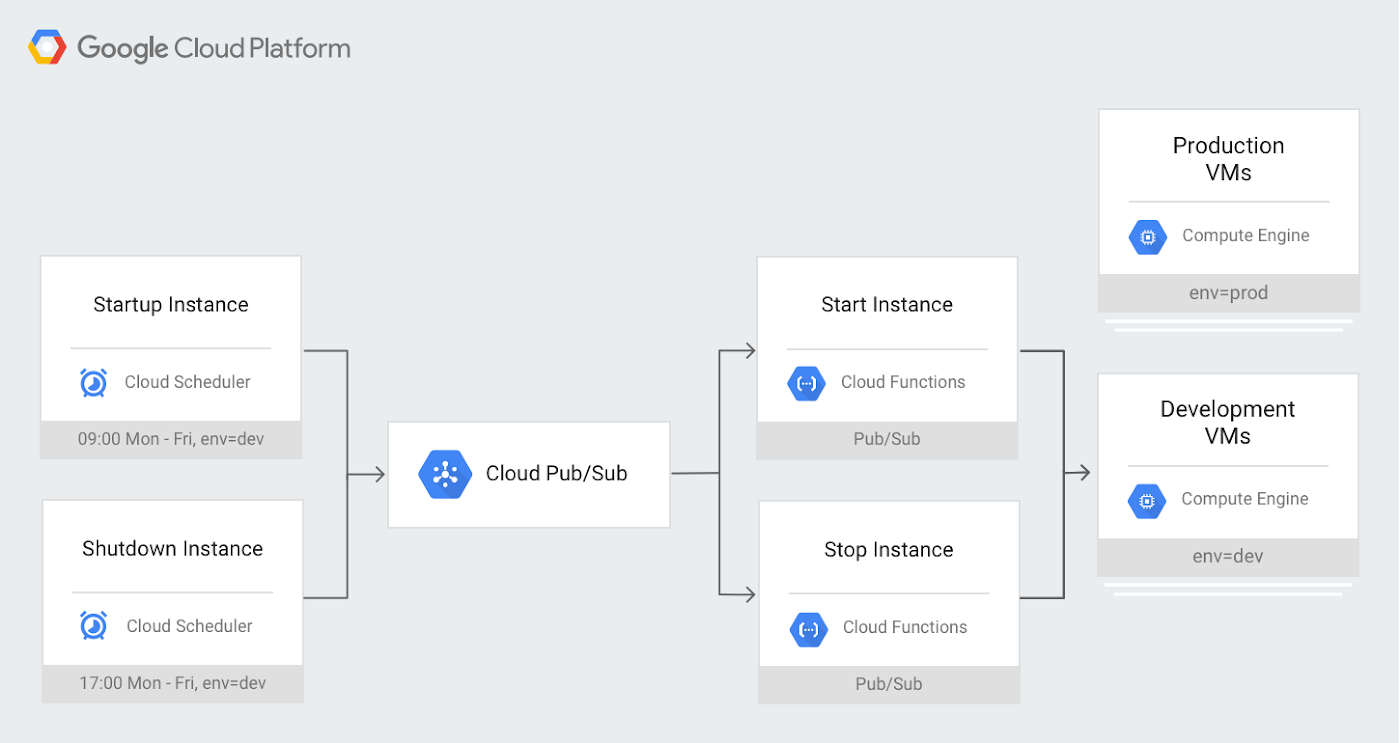 Google Cloud Platform
Startup Instance
Cloud Scheduler
09:00 Mon - Fri, env=dev
Shutdown Instance
Cloud Scheduler
17:00 Mon - Fri, env=dev
Cloud Pub/Sub
Start Instance
Cloud Functions
Pub/Sub
Stop Instance
Cloud Functions
Pub/Sub
Production
VMs
Compute Engine
env=prod
Development
VMs
Compute Engine
env=dev